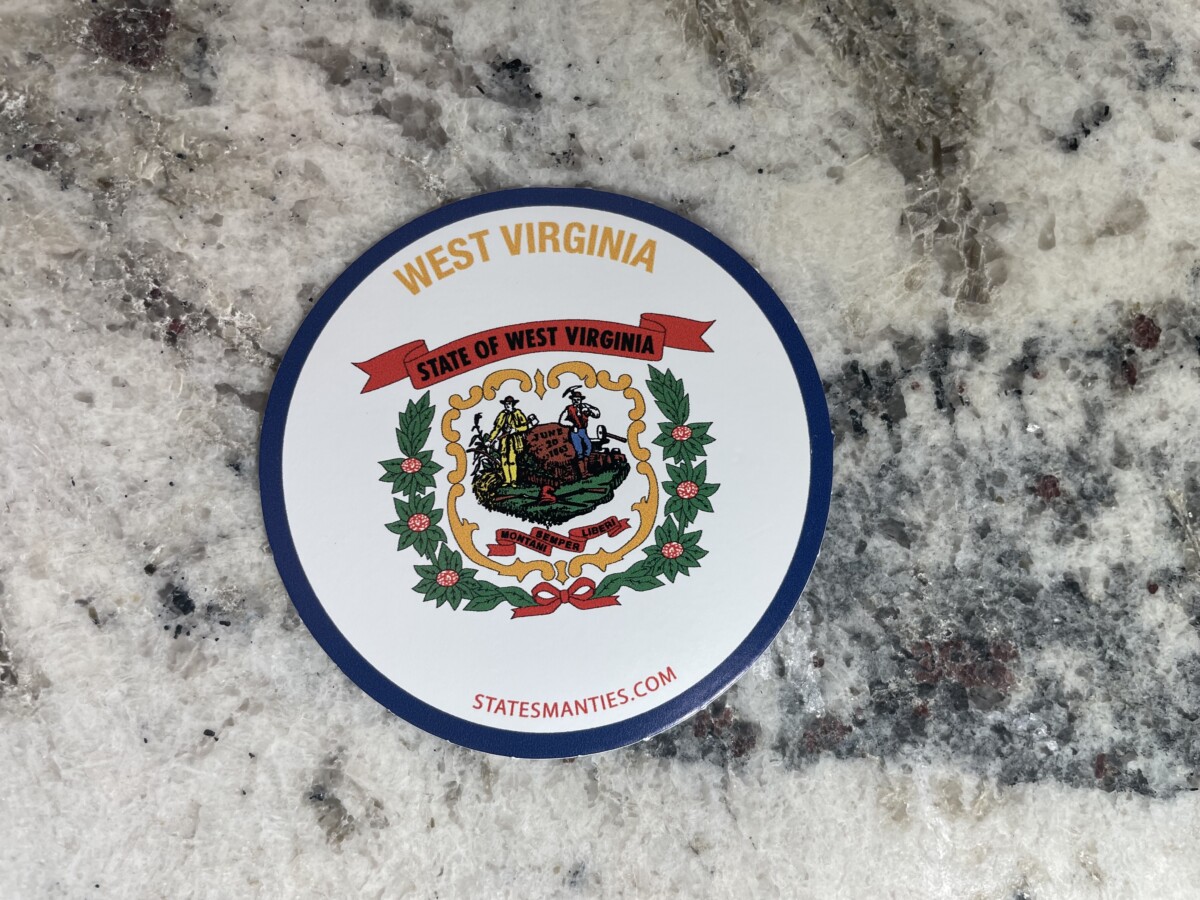 WEST VIRGINIA
STATE OF WEST VIRGINIA
JUNE
20
1863
MONTANI SEMPER LIBERI
STATESMANTIES.COM